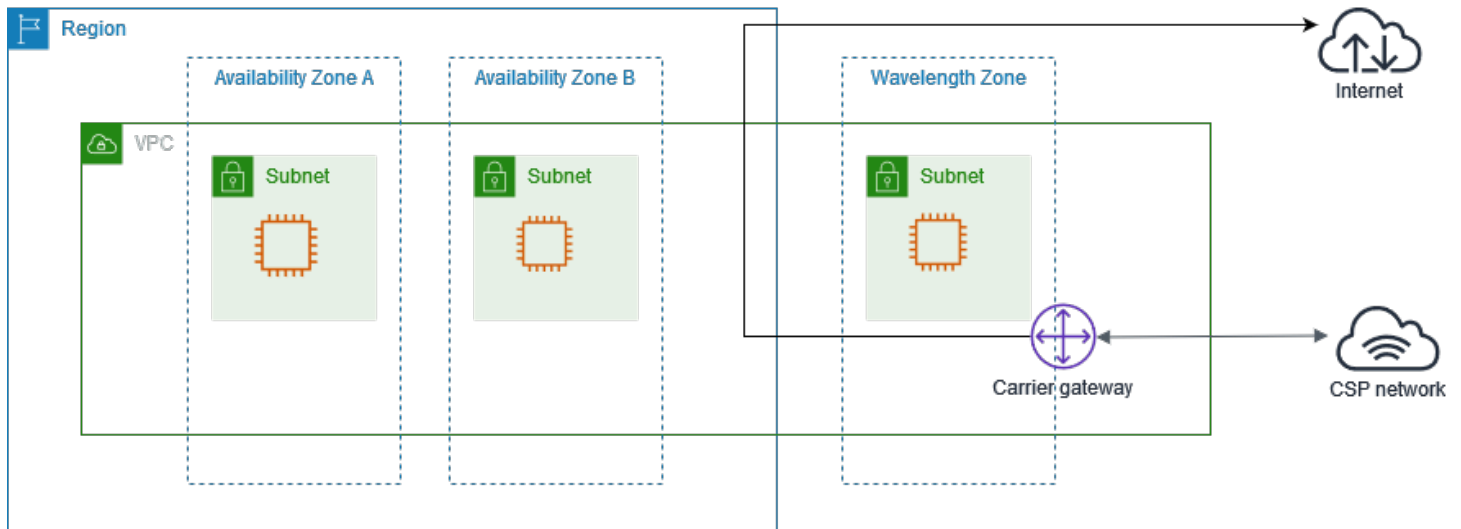 Region
Internet
Availability Zone A
Availability Zone B
Wavelength Zone
VPC
Subnet
Subnet
Subnet
Carrier gateway
CSP network